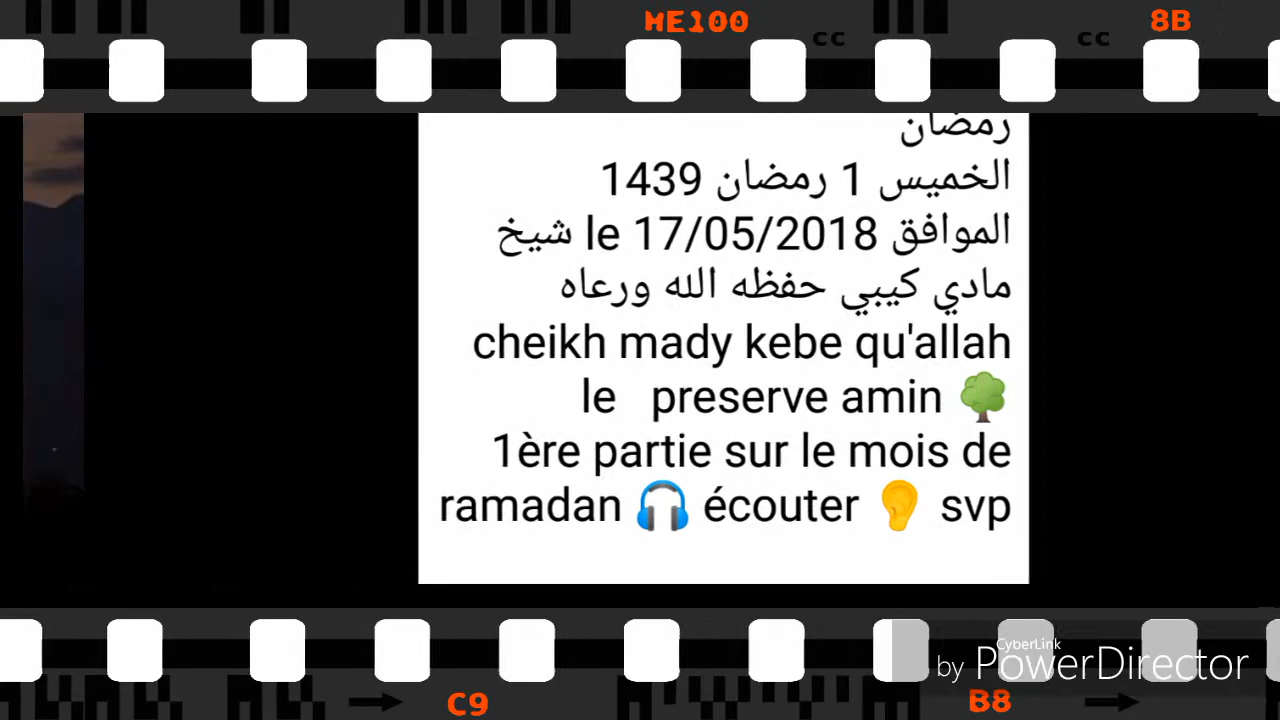 ME100
8B
cc
cc
رمضان
الخميس 1 رمضان 1439
الموافق 17/05/2018 le شيخ
مادي كيبي حفظه الله ورعاه
cheikh mady kebe qu'allah
le preserve amin 🌳
1ère partie sur le mois de
ramadan 🎧 écouter 👂 svp
CyberLink
by PowerDirector
C9
B8